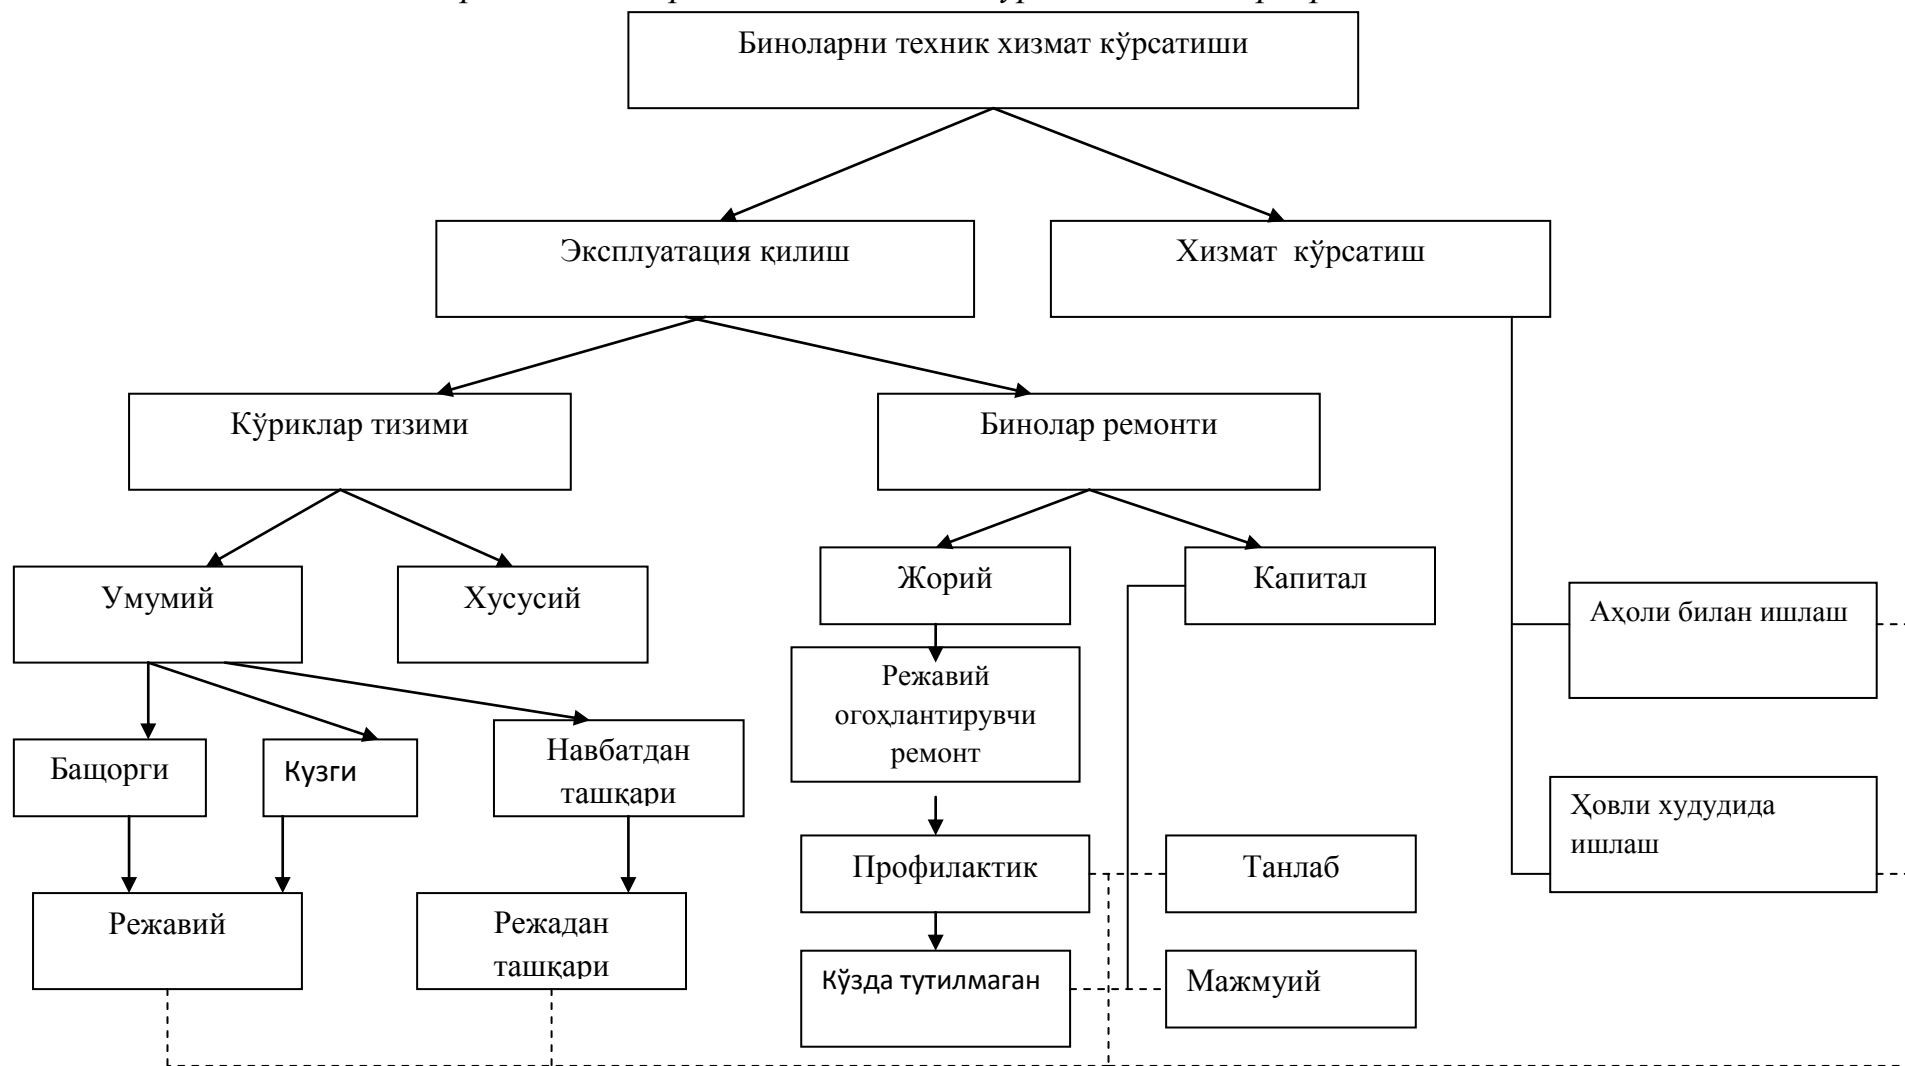 Биноларни техник хизмат кўрсатиши
Эксплуатация қилиш
Хизмат кўрсатиш
Кўриклар тизими
Бинолар ремонти
Умумий
Хусусий
Жорий
Капитал
Аҳоли билан ишлаш
Режавий
огоҳлантирувчи
ремонт
Бащорги
Кузги
Навбатдан
ташқари
Ҳовли худудида
ишлаш
Профилактик
Танлаб
Режавий
Режадан
ташқари
Кўзда тутилмаган
Мажмуий